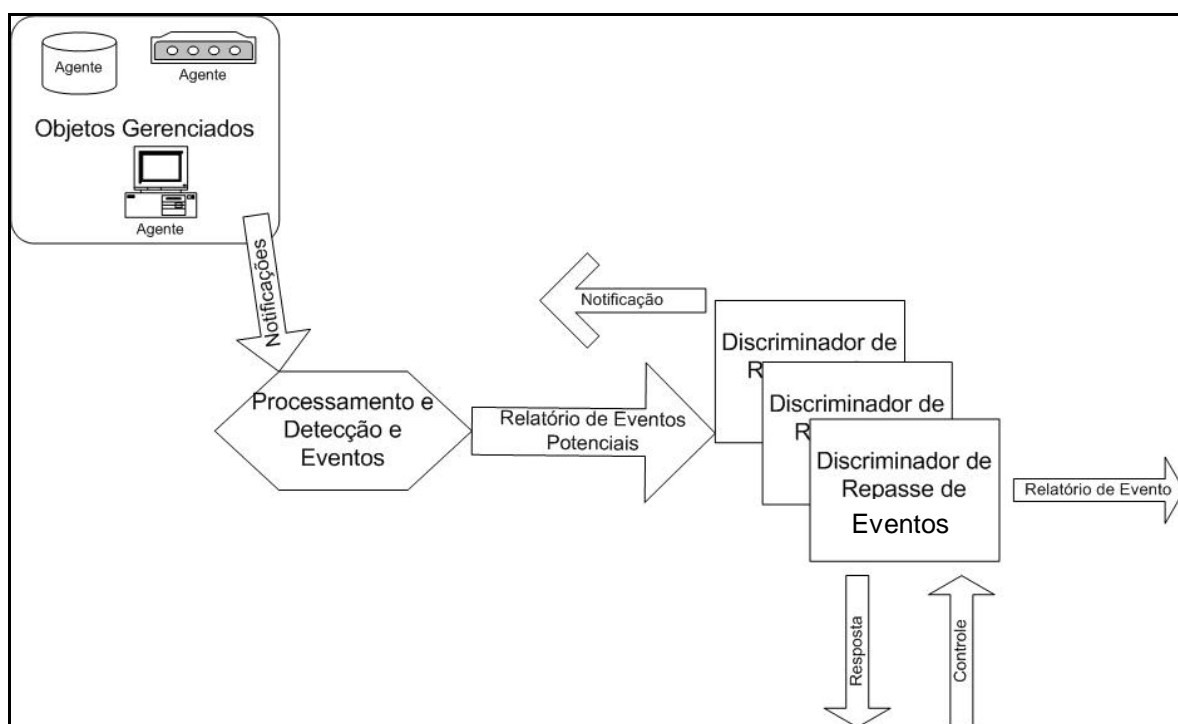 Agente
Agente
Objetos Gerenciados
Agente
Notificações
Notificação
Discriminador de
R
Discriminador de
R
Processamento e
Detecção e
Eventos
Relatório de Eventos
Potenciais
Discriminador de
Repasse de
Eventos
Relatório de Evento
Resposta
Controle